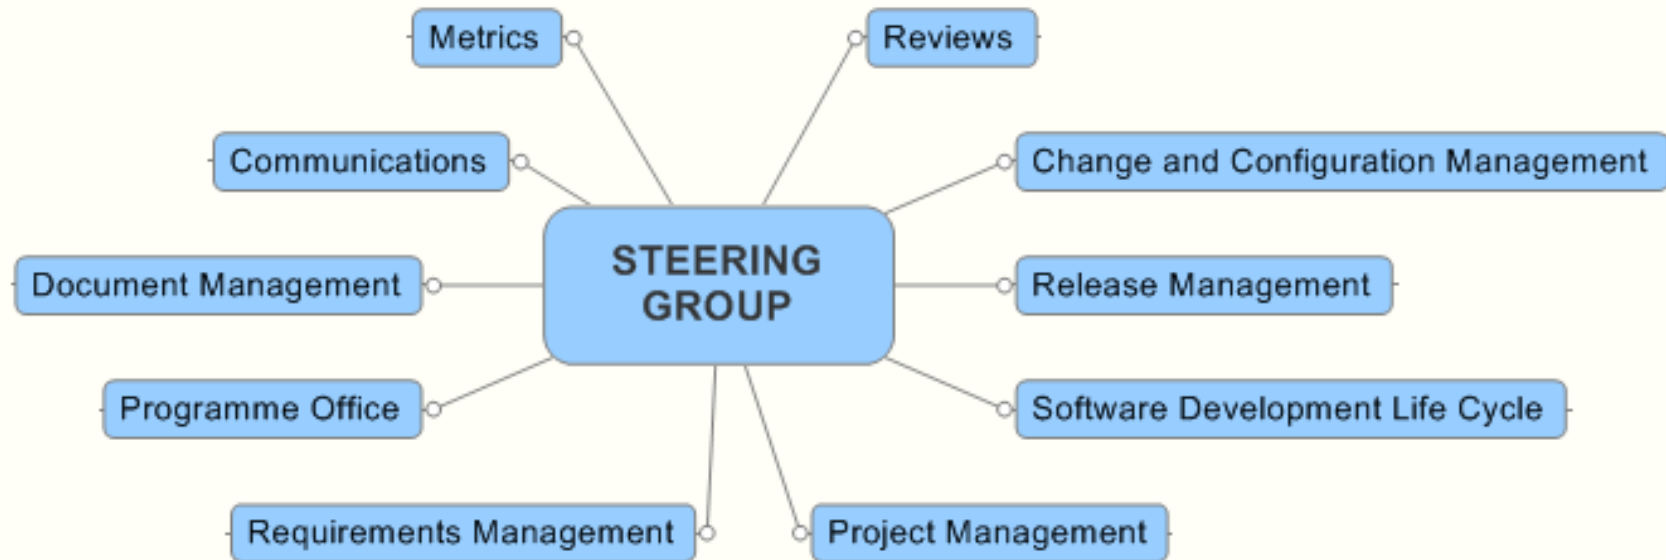 Metrics
Reviews
Communications
Change and Configuration Management
STEERING
GROUP
Document Management
Release Management
Programme Office
Software Development Life Cycle
Requirements Management
Project Management